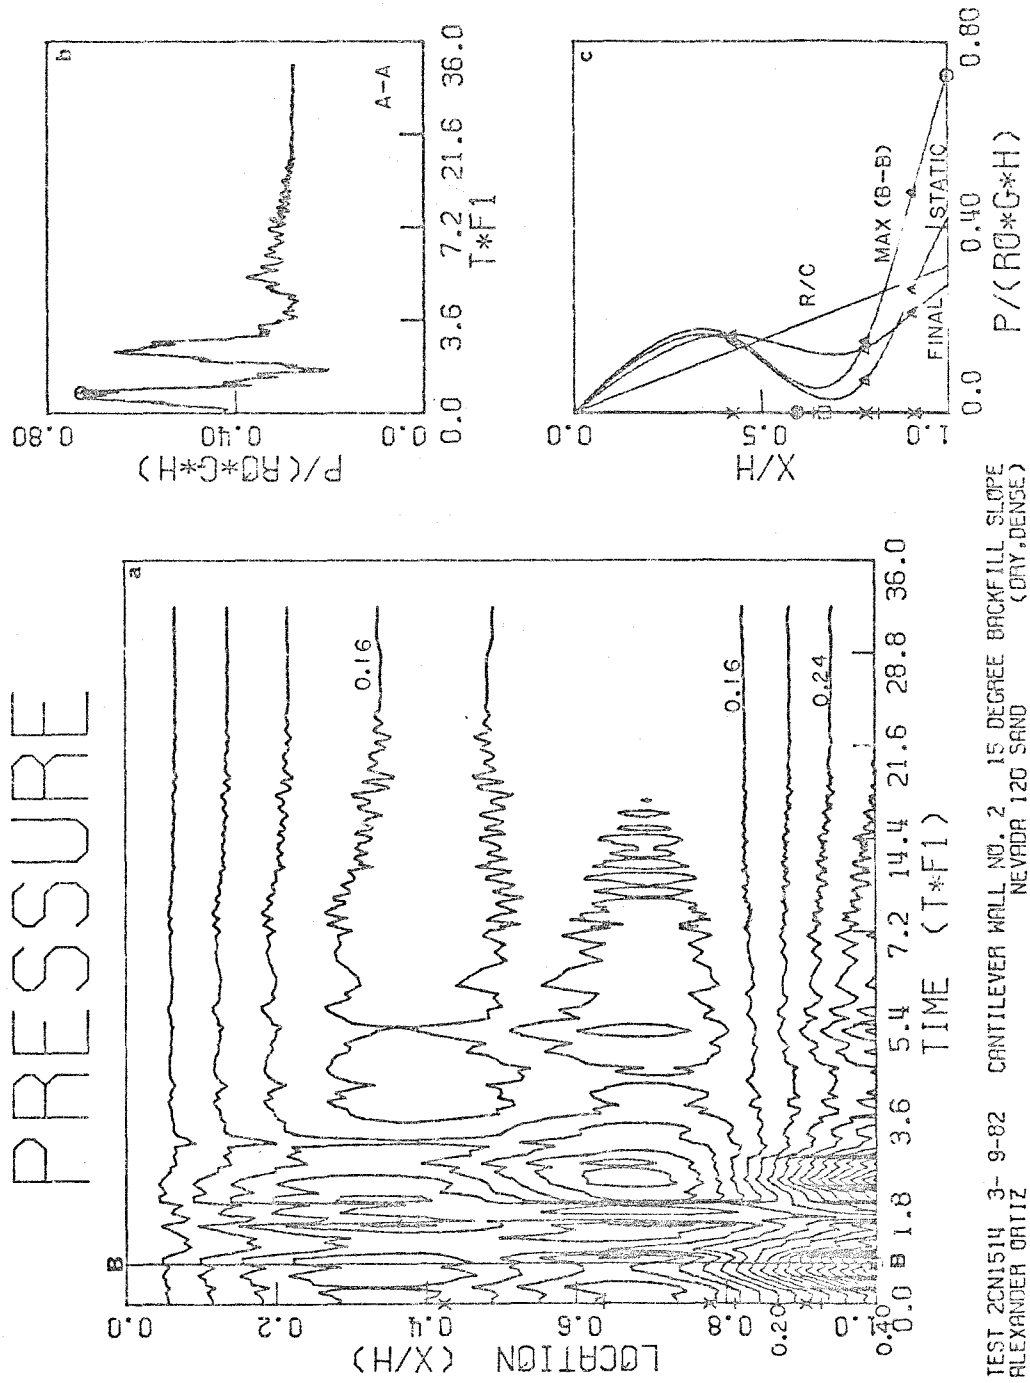 PRESSURE
a
B
LOCATION (X/H)
0.0
0.2
0.4
0.6
0.8
1.0
0.20
0.40
0.16
0.16
0.24
0.0 B 1.8 3.6 5.4 7.2 14.4 21.6 28.8 36.0
TIME (T*F1)
b
P/(RO*G*H)
0.80
0.40
0.0
A-A
0.0 3.6 7.2 21.6 36.0
T*F1
c
X/H
0.0
0.5
1.0
R/C
MAX (B-B)
FINAL
STATIC
0.0 0.40 0.80
P/(RO*G*H)
TEST 2CN1514 3- 9-82 CANTILEVER WALL NO. 2 15 DEGREE BACKFILL SLOPE
ALEXANDER ORTIZ NEVADA 120 SAND (DRY,DENSE)